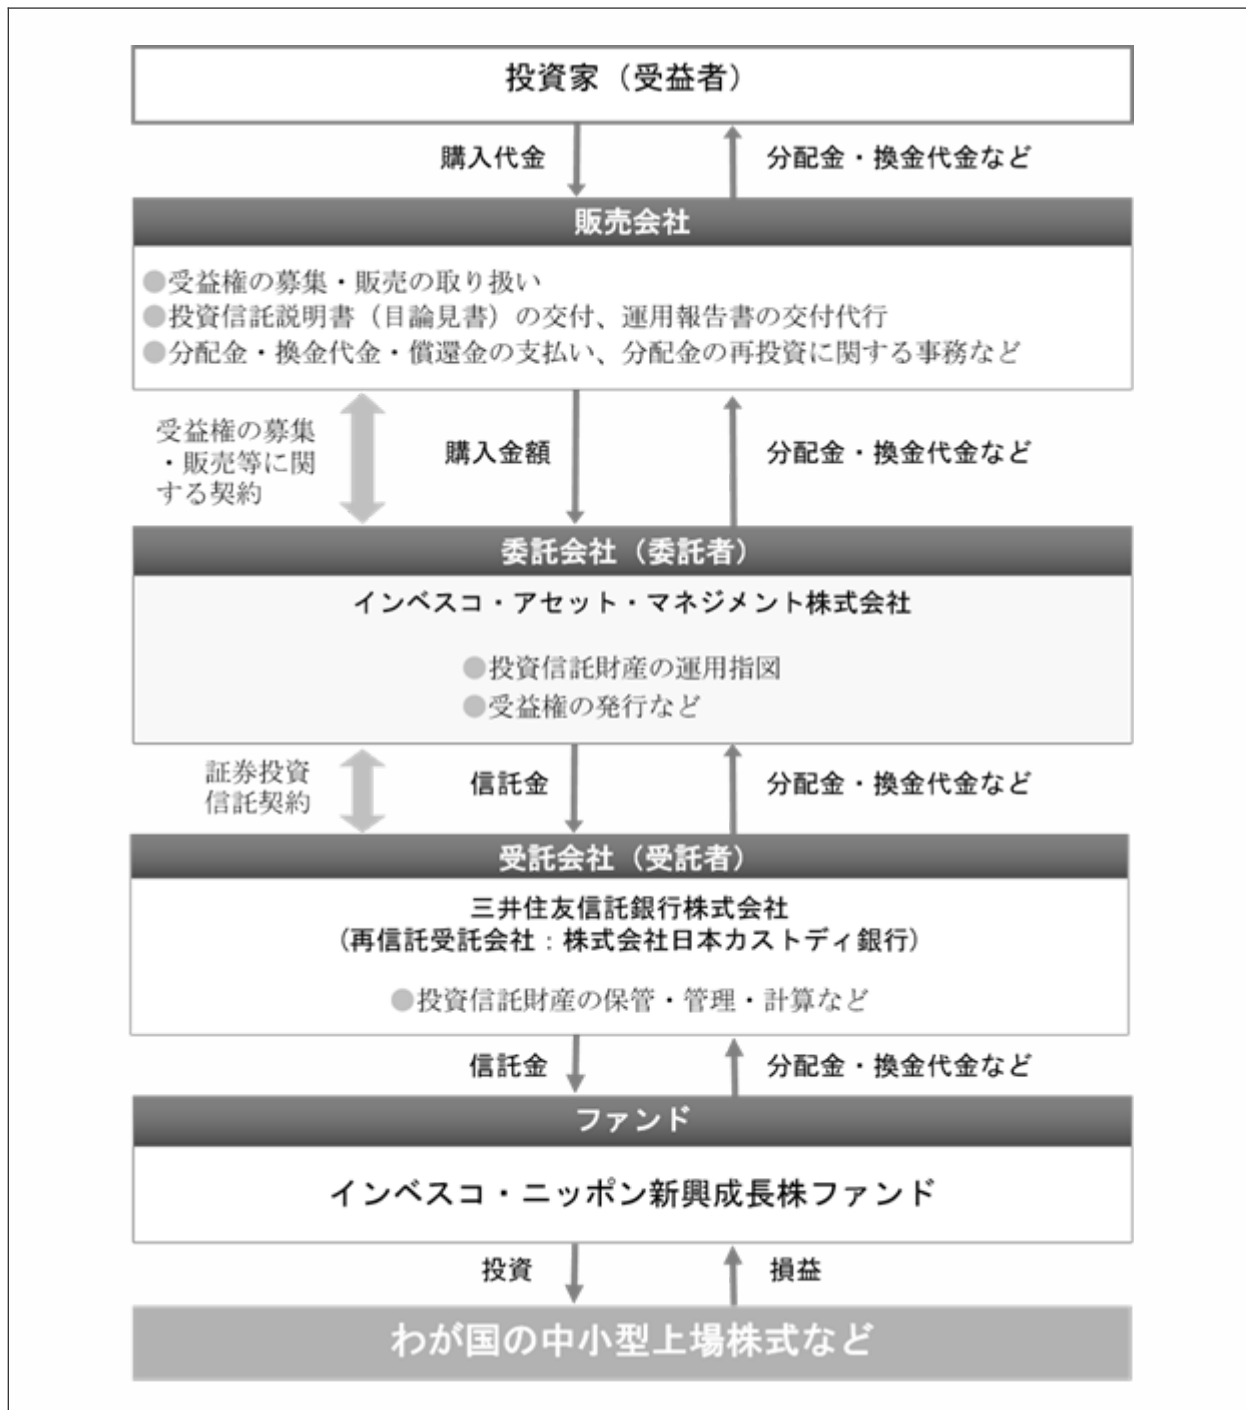 投資家（受益者）
購入代金
分配金・換金代金など
販売会社
●受益権の募集・販売の取り扱い
●投資信託説明書（目論見書）の交付、運用報告書の交付代行
●分配金・換金代金・償還金の支払い、分配金の再投資に関する事務など
受益権の募集
・販売等に関
する契約
購入金額
分配金・換金代金など
委託会社（委託者）
インベスコ・アセット・マネジメント株式会社
●投資信託財産の運用指図
●受益権の発行など
証券投資
信託契約
信託金
分配金・換金代金など
受託会社（受託者）
三井住友信託銀行株式会社
(再信託受託会社：株式会社日本カストディ銀行)
●投資信託財産の保管・管理・計算など
信託金
分配金・換金代金など
ファンド
インベスコ・ニッポン新興成長株ファンド
投資
損益
わが国の中小型上場株式など